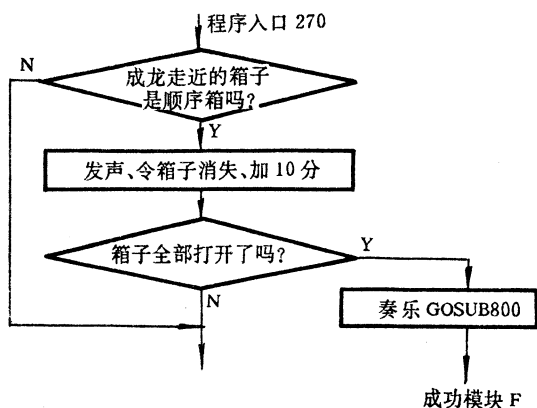 程序入口 270
N
成龙走近的箱子
是顺序箱吗?
Y
发声、令箱子消失、加 10 分
箱子全部打开了吗?
Y
N
奏乐 GOSUB800
成功模块 F